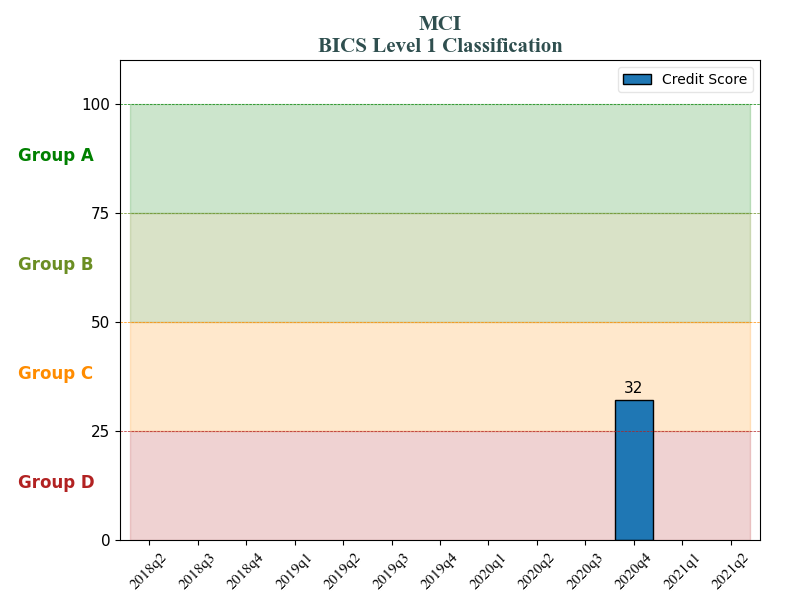 MCI
BICS Level 1 Classification
Credit Score
100
Group A
75
Group B
50
Group C
32
25
Group D
0
2018q2 2018q3 2018q4 2019q1 2019q2 2019q3 2019q4 2020q1 2020q2 2020q3 2020q4 2021q1 2021q2